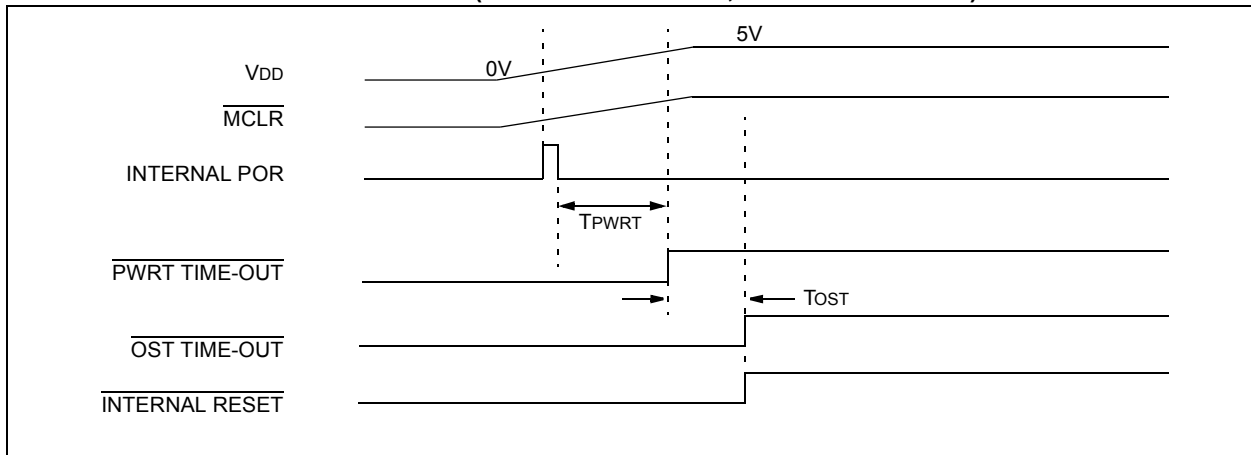 5V
VDD
0V
MCLR
INTERNAL POR
TPWRT
PWRT TIME-OUT
TOST
OST TIME-OUT
INTERNAL RESET